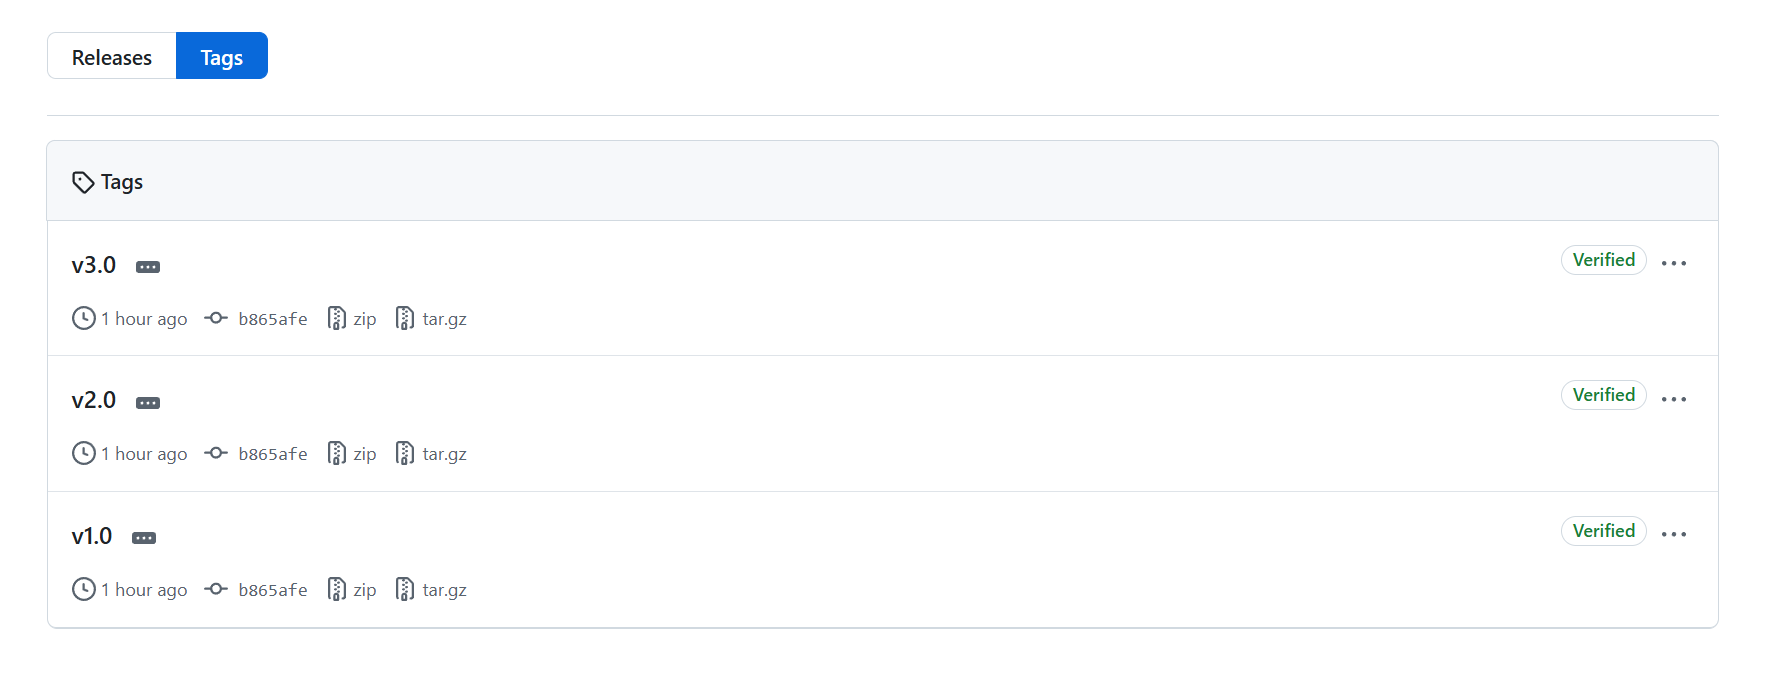 Releases Tags
Tags
v3.0 Verified
1 hour ago b865afe zip tar.gz
v2.0 Verified
1 hour ago b865afe zip tar.gz
v1.0 Verified
1 hour ago b865afe zip tar.gz